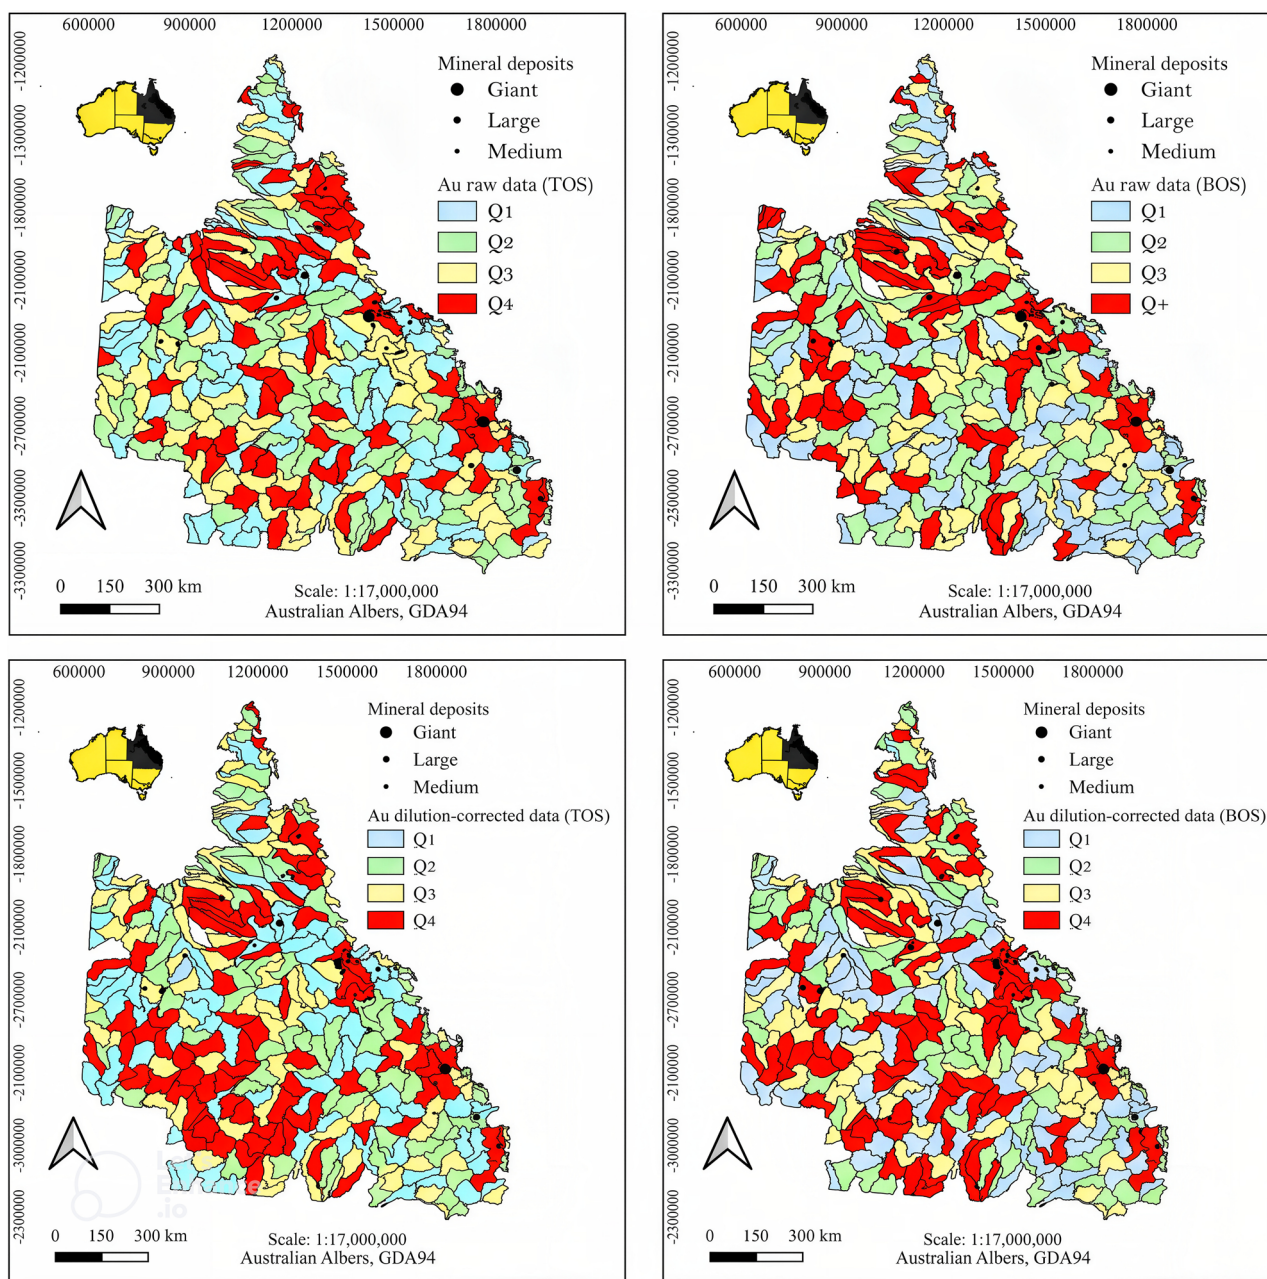 600000 900000 1200000 1500000 1800000
-1200000
-1300000
-1800000
-2100000
-2100000
-2700000
-3300000
-3300000
Mineral deposits
Giant
Large
Medium
Au raw data (TOS)
Q1
Q2
Q3
Q4
0 150 300 km
Scale: 1:17,000,000
Australian Albers, GDA94
600000 900000 1200000 1500000 1800000
-1200000
-1300000
-1800000
-2100000
-2100000
-2700000
-2300000
-3300000
Mineral deposits
Giant
Large
Medium
Au raw data (BOS)
Q1
Q2
Q3
Q+
0 150 300 km
Scale: 1:17,000,000
Australian Albers, GDA94
600000 900000 1200000 1500000 1800000
-1200000
-1500000
-1800000
-2100000
-2700000
-2100000
-3000000
-2300000
Mineral deposits
Giant
Large
Medium
Au dilution-corrected data (TOS)
Q1
Q2
Q3
Q4
.io
0 150 300 km
Scale: 1:17,000,000
Australian Albers, GDA94
600000 900000 1200000 1500000 1800000
-1200000
-1500000
-1800000
-2100000
-2700000
-2100000
-3000000
-2300000
Mineral deposits
Giant
Large
Medium
Au dilution-corrected data (BOS)
Q1
Q2
Q3
Q4
0 150 300 km
Scale: 1:17,000,000
Australian Albers, GDA94